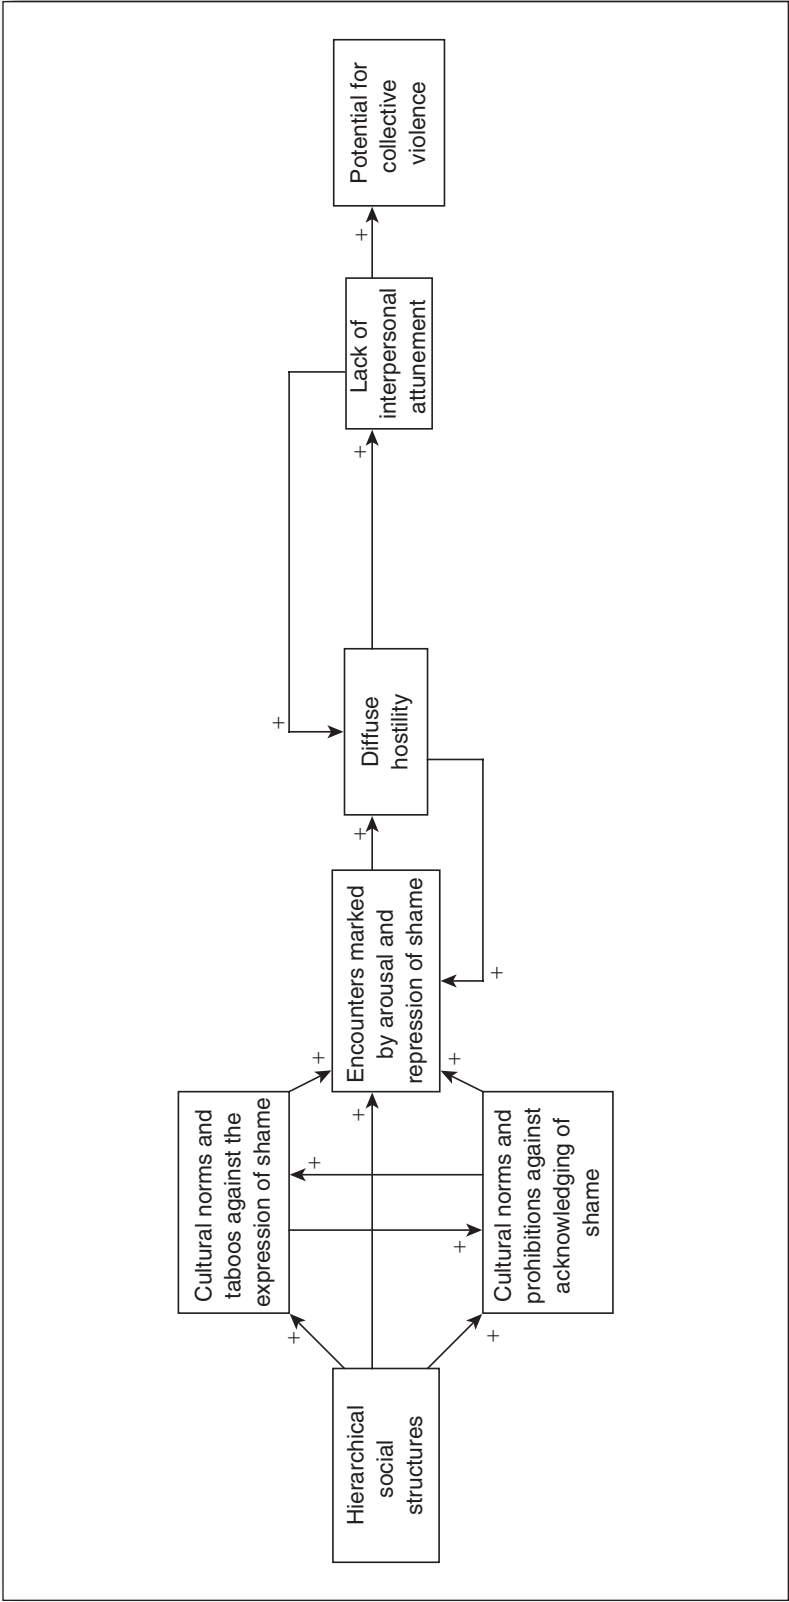 Hierarchical
social
structures
+
+
+
Cultural norms and
taboos against the
expression of shame
+
+
Cultural norms and
prohibitions against
acknowledging of
shame
+
+
Encounters marked
by arousal and
repression of shame
+
+
Diffuse
hostility
+
+
Lack of
interpersonal
attunement
+
Potential for
collective
violence